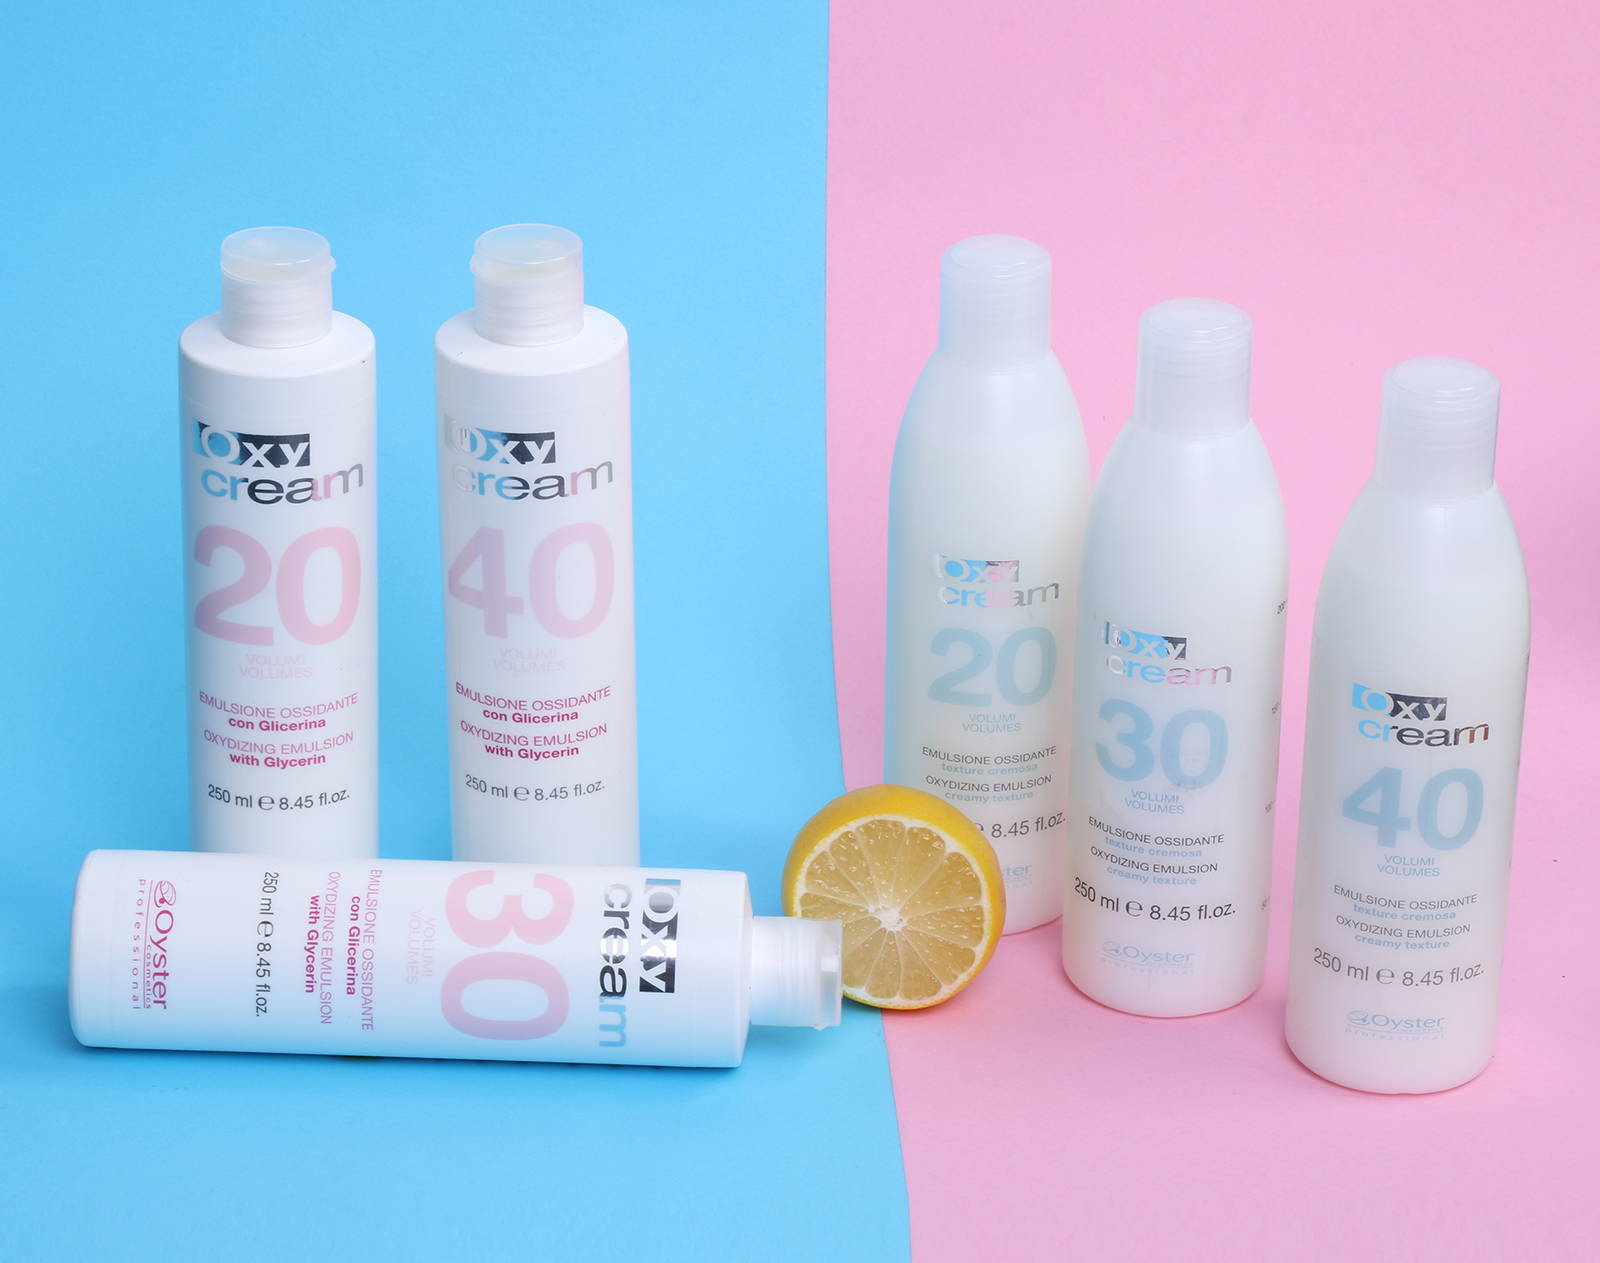 Oxy
cream
20
VOLUMI
VOLUMES
EMULSIONE OSSIDANTE
con Glicerina
OXYDIZING EMULSION
with Glycerin
250 ml ℮ 8.45 fl.oz.
Oxy
cream
40
VOLUMI
VOLUMES
EMULSIONE OSSIDANTE
con Glicerina
OXYDIZING EMULSION
with Glycerin
250 ml ℮ 8.45 fl.oz.
Oxy
cream
30
VOLUMI
VOLUMES
EMULSIONE OSSIDANTE
con Glicerina
OXYDIZING EMULSION
with Glycerin
250 ml ℮ 8.45 fl.oz.
Oyster
cosmetics
professional
Oxy
cream
20
VOLUMI
VOLUMES
EMULSIONE OSSIDANTE
texture cremosa
OXYDIZING EMULSION
creamy texture
℮ 8.45 fl.oz.
Oxy
cream
30
VOLUMI
VOLUMES
EMULSIONE OSSIDANTE
texture cremosa
OXYDIZING EMULSION
creamy texture
250 ml ℮ 8.45 fl.oz.
Oyster
professional
Oxy
cream
40
VOLUMI
VOLUMES
EMULSIONE OSSIDANTE
texture cremosa
OXYDIZING EMULSION
creamy texture
250 ml ℮ 8.45 fl.oz.
Oyster
cosmetics
professional